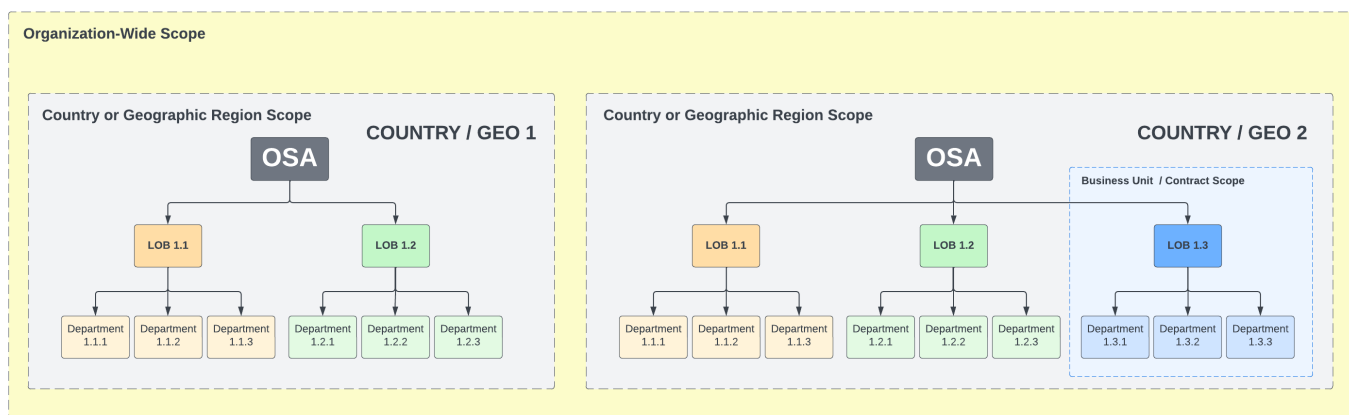 Organization-Wide Scope
Country or Geographic Region Scope
COUNTRY / GEO 1
OSA
LOB 1.1
LOB 1.2
Department
1.1.1
Department
1.1.2
Department
1.1.3
Department
1.2.1
Department
1.2.2
Department
1.2.3
Country or Geographic Region Scope
COUNTRY / GEO 2
OSA
Business Unit / Contract Scope
LOB 1.1
LOB 1.2
LOB 1.3
Department
1.1.1
Department
1.1.2
Department
1.1.3
Department
1.2.1
Department
1.2.2
Department
1.2.3
Department
1.3.1
Department
1.3.2
Department
1.3.3